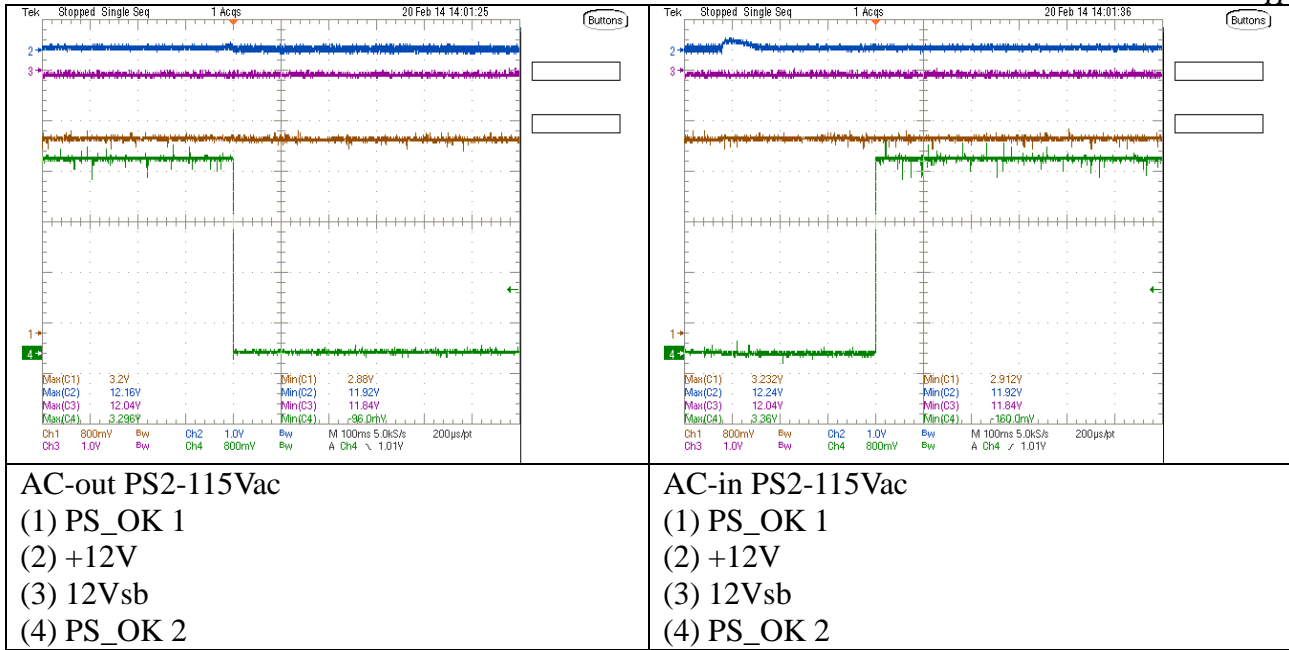 Tek Stopped Single Seq 1 Acqs 20 Feb 14 14:01:25
Buttons
2
3
1
4
Max(C1) 3.2V Min(C1) 2.88V
Max(C2) 12.16V Min(C2) 11.92V
Max(C3) 12.04V Min(C3) 11.84V
Max(C4) 3.296V Min(C4) -96.0mV
Ch1 800mV Bw Ch2 1.0V Bw M 100ms 5.0kS/s 200µs/pt
Ch3 1.0V Bw Ch4 800mV Bw A Ch4 \ 1.01V
AC-out PS2-115Vac
(1) PS_OK 1
(2) +12V
(3) 12Vsb
(4) PS_OK 2
Tek Stopped Single Seq 1 Acqs 20 Feb 14 14:01:36
Buttons
2
3
1
4
Max(C1) 3.232V Min(C1) 2.912V
Max(C2) 12.24V Min(C2) 11.92V
Max(C3) 12.04V Min(C3) 11.84V
Max(C4) 3.36V Min(C4) -160.0mV
Ch1 800mV Bw Ch2 1.0V Bw M 100ms 5.0kS/s 200µs/pt
Ch3 1.0V Bw Ch4 800mV Bw A Ch4 / 1.01V
AC-in PS2-115Vac
(1) PS_OK 1
(2) +12V
(3) 12Vsb
(4) PS_OK 2